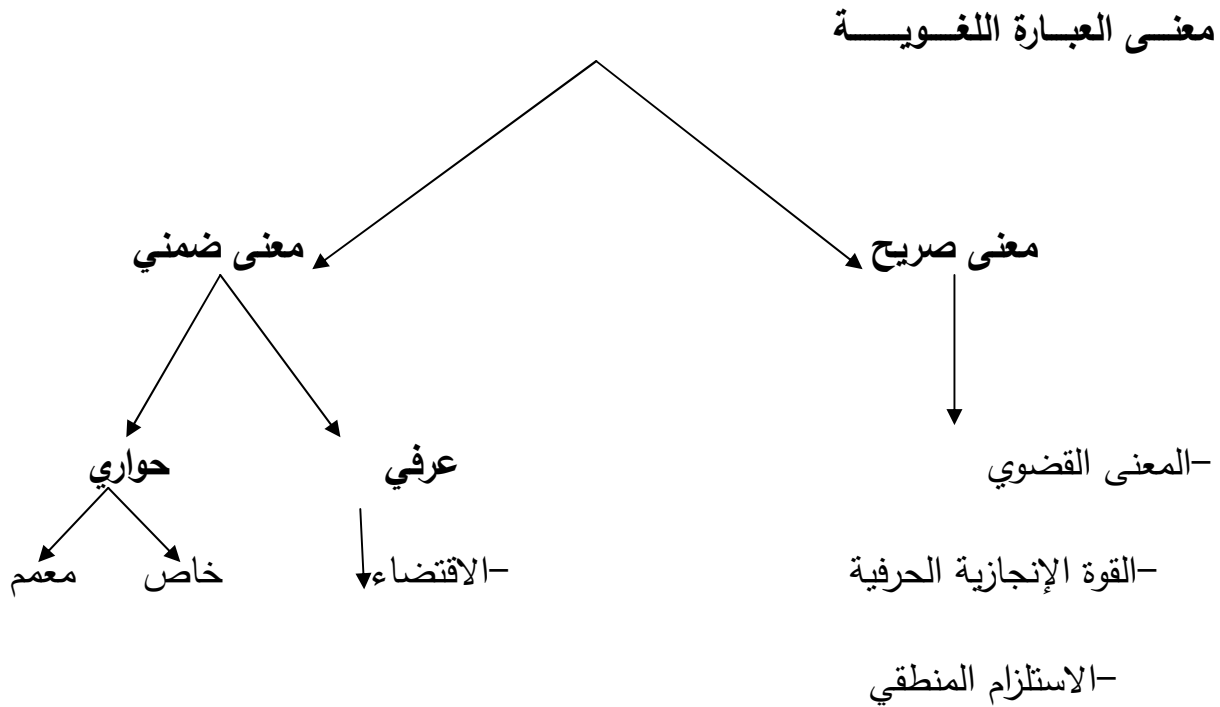 معنى العبارة اللغوية
معنى صريح
معنى ضمني
-المعنى القضوي
عرفي
حواري
-القوة الإنجازية الحرفية
-الاقتضاء
خاص
معمم
-الاستلزام المنطقي